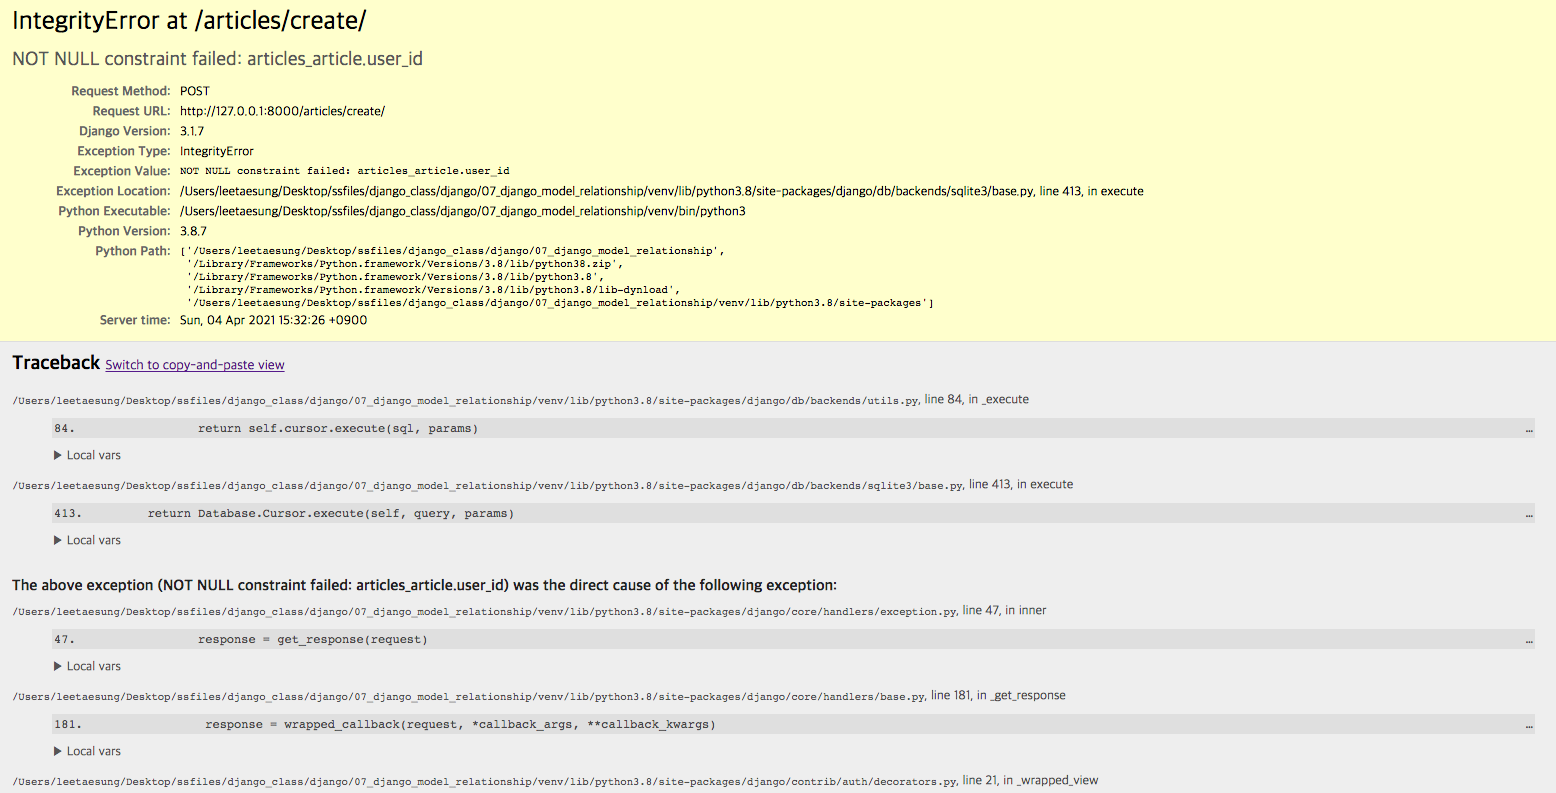 IntegrityError at /articles/create/
NOT NULL constraint failed: articles_article.user_id
Request Method: POST
Request URL: http://127.0.0.1:8000/articles/create/
Django Version: 3.1.7
Exception Type: IntegrityError
Exception Value: NOT NULL constraint failed: articles_article.user_id
Exception Location: /Users/leetaesung/Desktop/ssfiles/django_class/django/07_django_model_relationship/venv/lib/python3.8/site-packages/django/db/backends/sqlite3/base.py, line 413, in execute
Python Executable: /Users/leetaesung/Desktop/ssfiles/django_class/django/07_django_model_relationship/venv/bin/python3
Python Version: 3.8.7
Python Path: ['/Users/leetaesung/Desktop/ssfiles/django_class/django/07_django_model_relationship',
'/Library/Frameworks/Python.framework/Versions/3.8/lib/python38.zip',
'/Library/Frameworks/Python.framework/Versions/3.8/lib/python3.8',
'/Library/Frameworks/Python.framework/Versions/3.8/lib/python3.8/lib-dynload',
'/Users/leetaesung/Desktop/ssfiles/django_class/django/07_django_model_relationship/venv/lib/python3.8/site-packages']
Server time: Sun, 04 Apr 2021 15:32:26 +0900
Traceback Switch to copy-and-paste view
/Users/leetaesung/Desktop/ssfiles/django_class/django/07_django_model_relationship/venv/lib/python3.8/site-packages/django/db/backends/utils.py, line 84, in _execute
84. return self.cursor.execute(sql, params) …
▶ Local vars
/Users/leetaesung/Desktop/ssfiles/django_class/django/07_django_model_relationship/venv/lib/python3.8/site-packages/django/db/backends/sqlite3/base.py, line 413, in execute
413. return Database.Cursor.execute(self, query, params) …
▶ Local vars
The above exception (NOT NULL constraint failed: articles_article.user_id) was the direct cause of the following exception:
/Users/leetaesung/Desktop/ssfiles/django_class/django/07_django_model_relationship/venv/lib/python3.8/site-packages/django/core/handlers/exception.py, line 47, in inner
47. response = get_response(request) …
▶ Local vars
/Users/leetaesung/Desktop/ssfiles/django_class/django/07_django_model_relationship/venv/lib/python3.8/site-packages/django/core/handlers/base.py, line 181, in _get_response
181. response = wrapped_callback(request, *callback_args, **callback_kwargs) …
▶ Local vars
/Users/leetaesung/Desktop/ssfiles/django_class/django/07_django_model_relationship/venv/lib/python3.8/site-packages/django/contrib/auth/decorators.py, line 21, in _wrapped_view